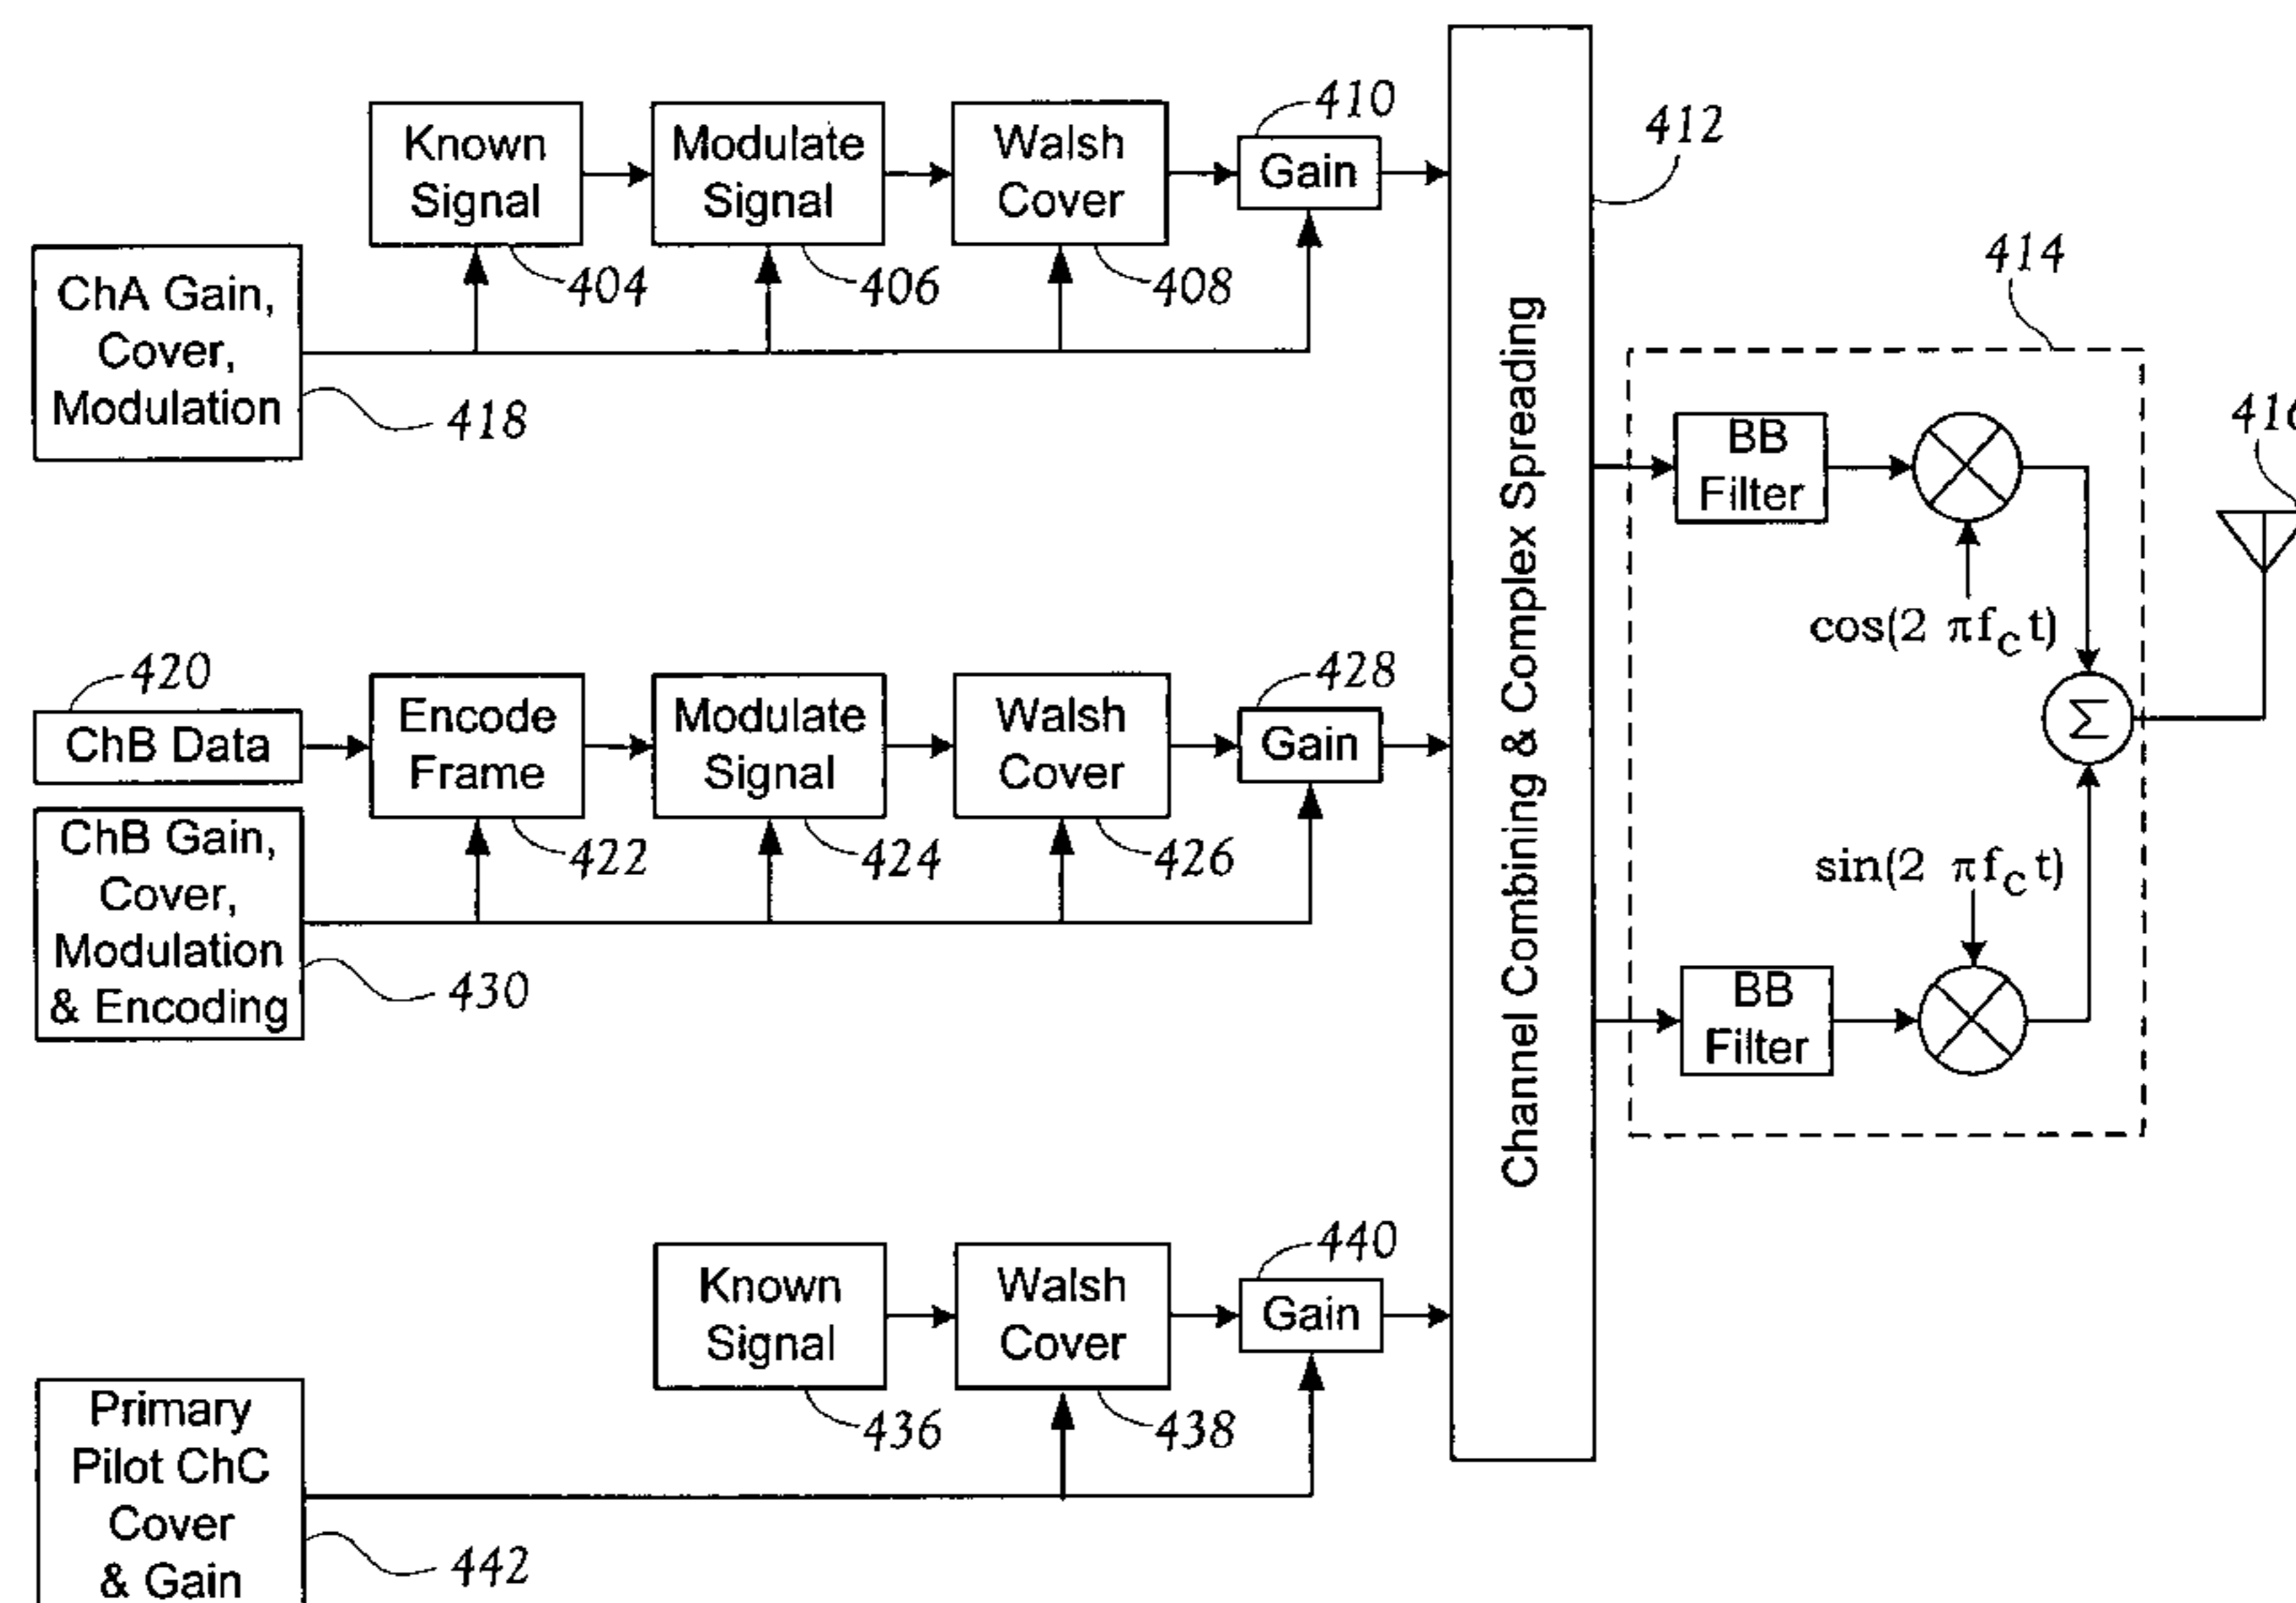 410
412
Known
Signal
Modulate
Signal
Walsh
Cover
Gain
404
406
408
ChA Gain,
Cover,
Modulation
418
414
416
Channel Combining & Complex Spreading
BB
Filter
cos(2 πf_c t)
Σ
420
428
ChB Data
Encode
Frame
Modulate
Signal
Walsh
Cover
Gain
422
424
426
ChB Gain,
Cover,
Modulation
& Encoding
430
sin(2 πf_c t)
BB
Filter
440
Known
Signal
Walsh
Cover
Gain
436
438
Primary
Pilot ChC
Cover
& Gain
442